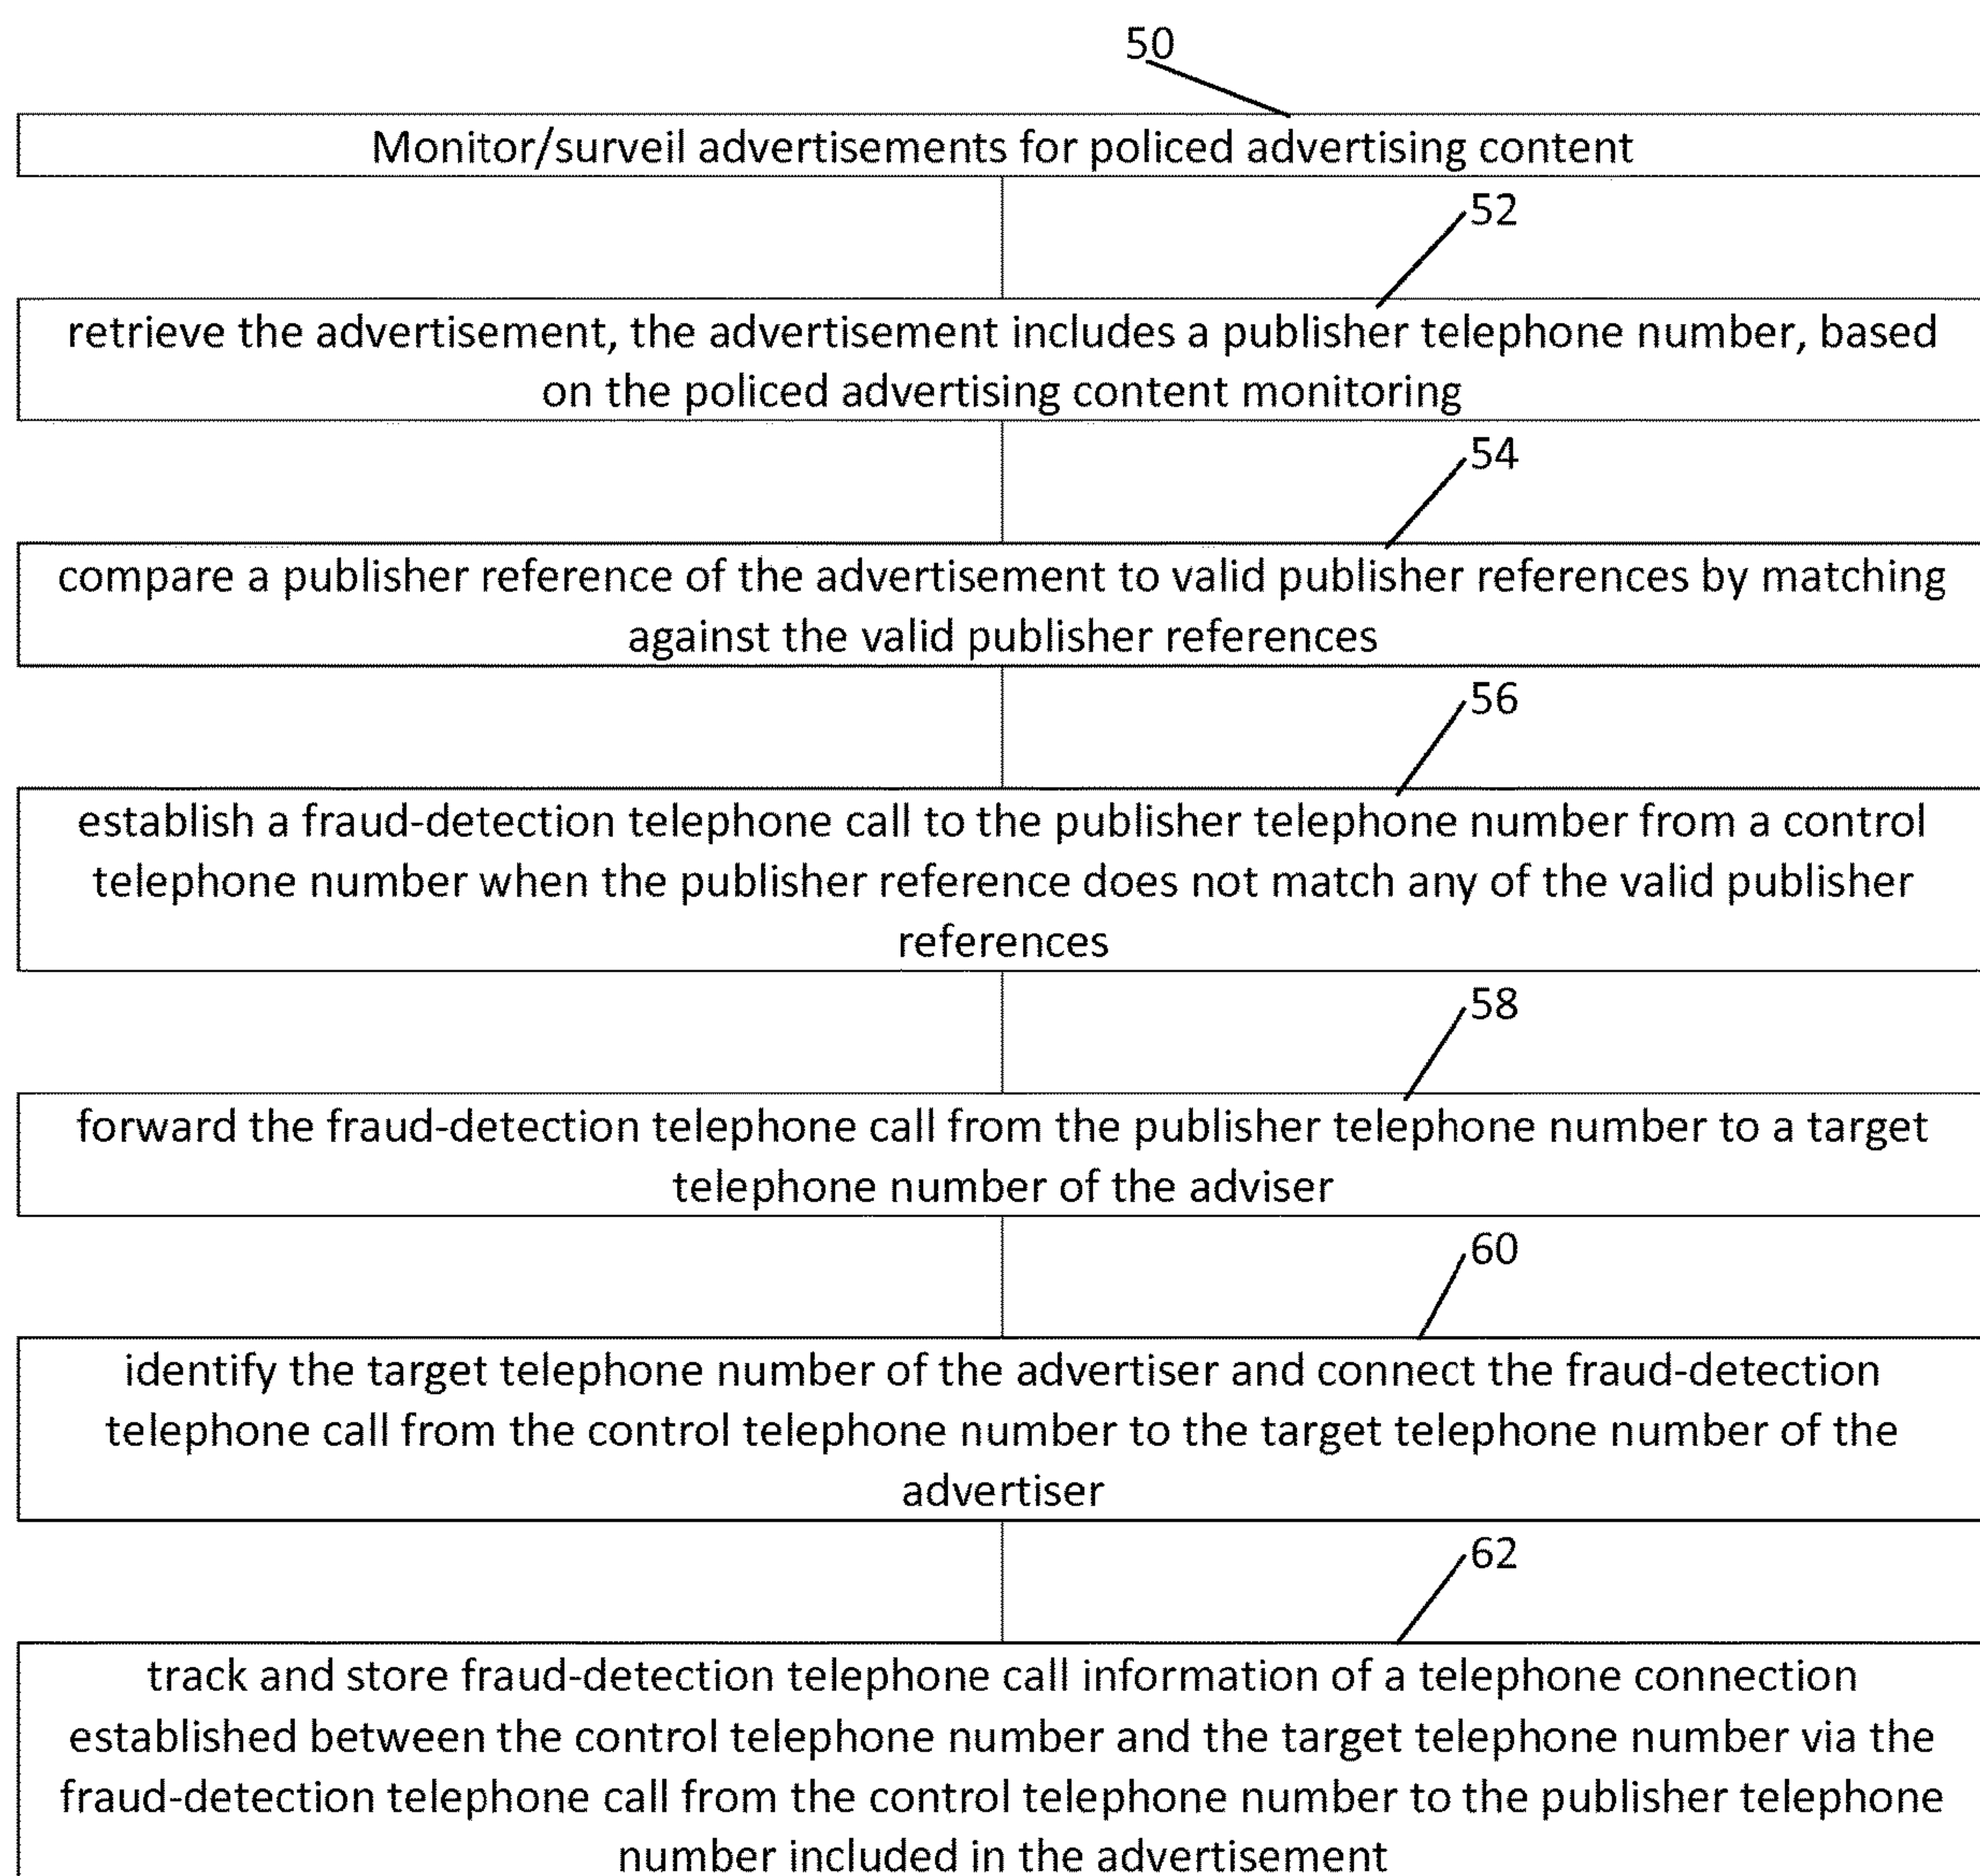 50
Monitor/surveil advertisements for policed advertising content
52
retrieve the advertisement, the advertisement includes a publisher telephone number, based
on the policed advertising content monitoring
54
compare a publisher reference of the advertisement to valid publisher references by matching
against the valid publisher references
56
establish a fraud-detection telephone call to the publisher telephone number from a control
telephone number when the publisher reference does not match any of the valid publisher
references
58
forward the fraud-detection telephone call from the publisher telephone number to a target
telephone number of the adviser
60
identify the target telephone number of the advertiser and connect the fraud-detection
telephone call from the control telephone number to the target telephone number of the
advertiser
62
track and store fraud-detection telephone call information of a telephone connection
established between the control telephone number and the target telephone number via the
fraud-detection telephone call from the control telephone number to the publisher telephone
number included in the advertisement